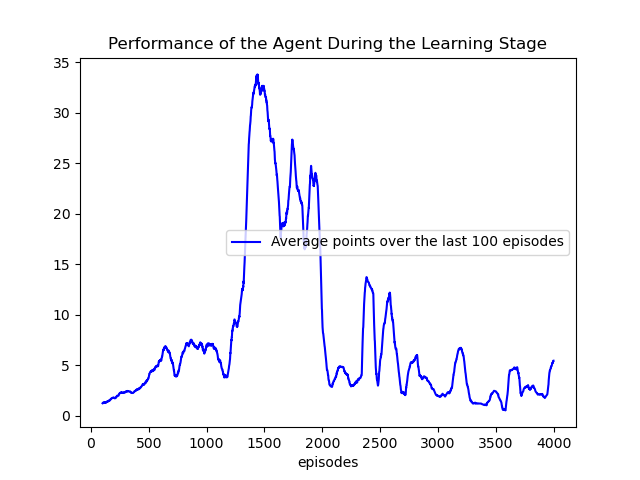 Performance of the Agent During the Learning Stage
35
30
25
20
15
10
5
0
Average points over the last 100 episodes
0 500 1000 1500 2000 2500 3000 3500 4000
episodes